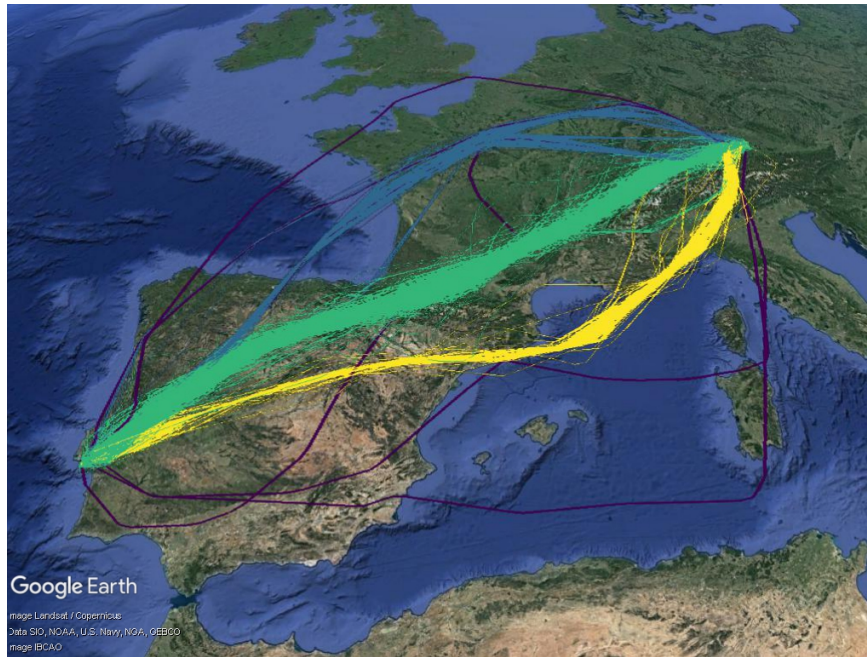 Google Earth
mage Landsat / Copernicus
Data SIO, NOAA, U.S. Navy, NGA, GEBCO
mage IBCAO